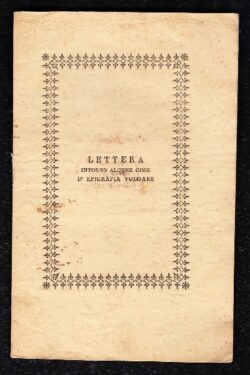 LETTERA
INTORNO ALCUNE COSE
D' EPIGRAFIA VOLGARE